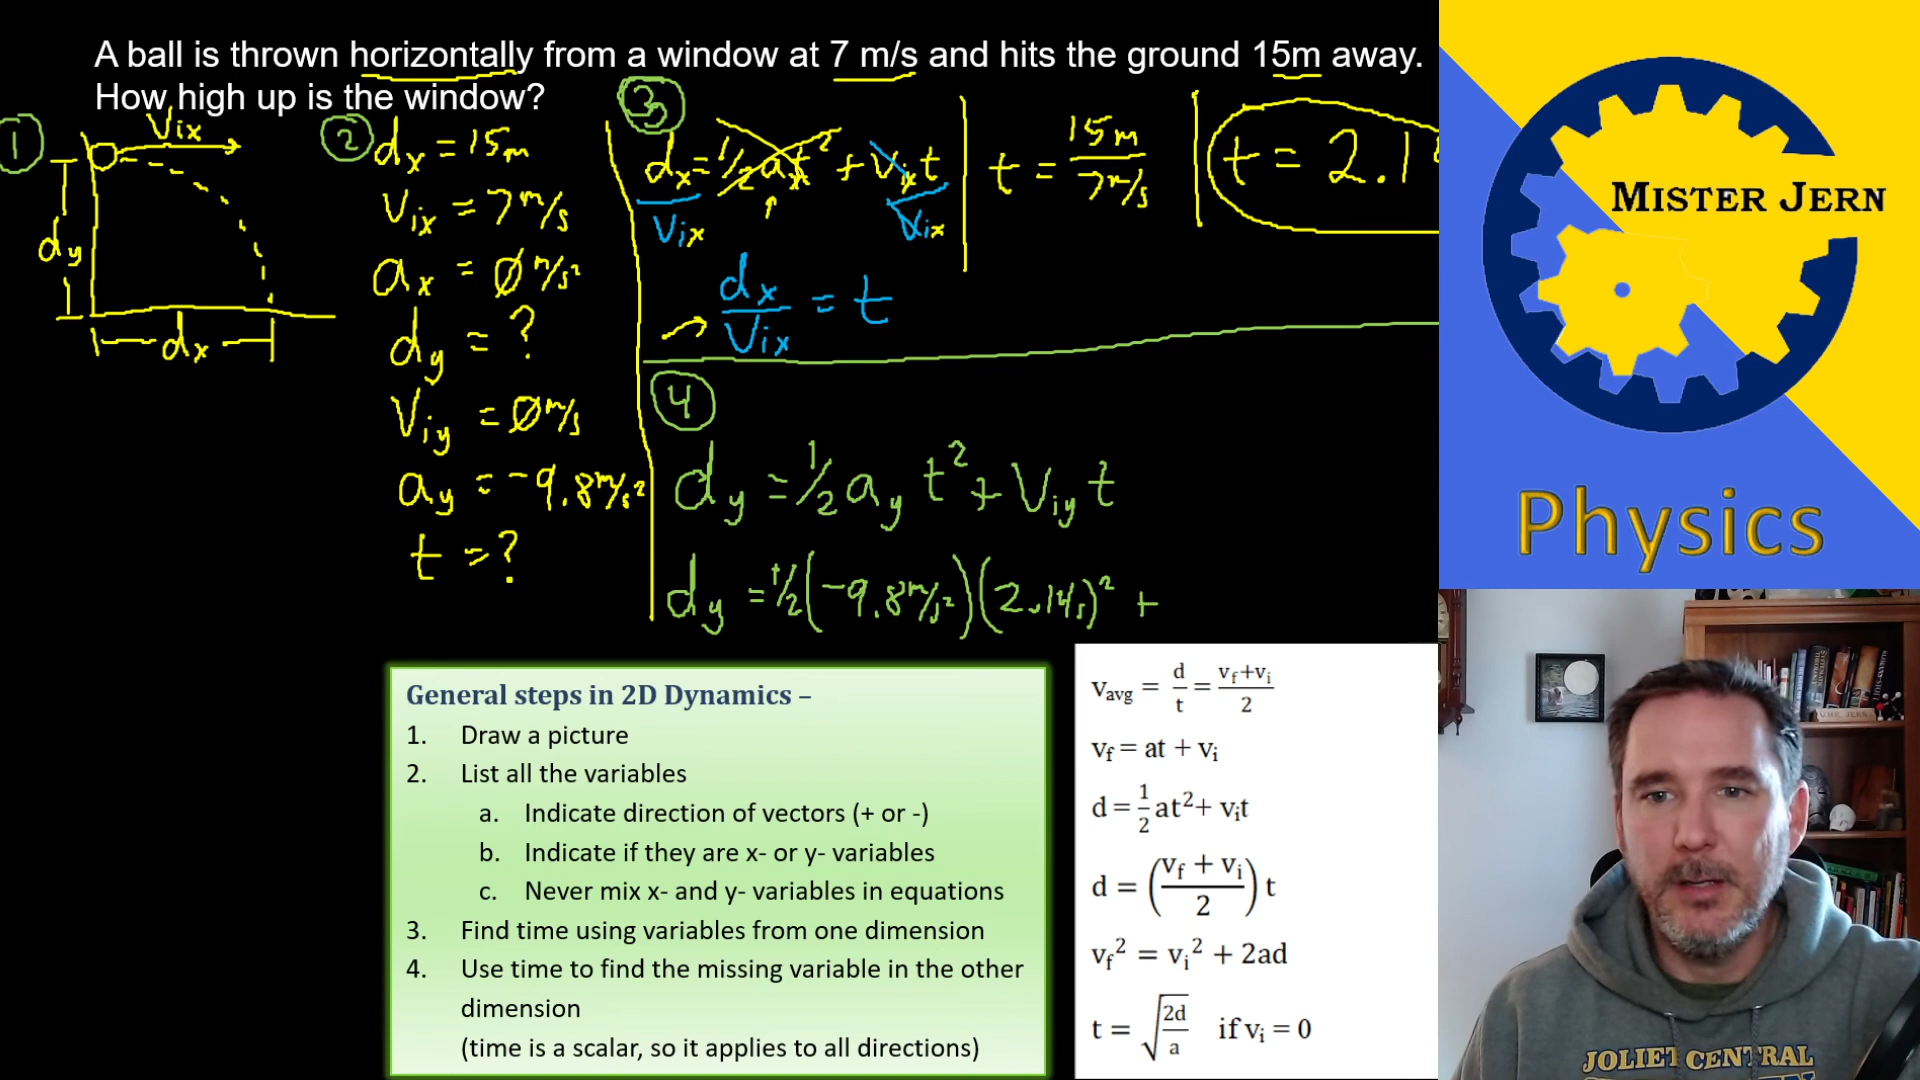 A ball is thrown horizontally from a window at 7 m/s and hits the ground 15m away.
How high up is the window?
①
Vix
dy
dx
②
dx = 15m
Vix = 7m/s
ax = 0m/s²
dy = ?
Viy = 0m/s
ay = -9.8m/s²
t = ?
③
dx = ½axt² + Vixt
Vix Vix
dx/Vix = t
t = 15m/7m/s
t = 2.1
④
dy = ½ay t² + Viy t
dy = ½(-9.8m/s²)(2.14s)² +
General steps in 2D Dynamics –
1. Draw a picture
2. List all the variables
a. Indicate direction of vectors (+ or -)
b. Indicate if they are x- or y- variables
c. Never mix x- and y- variables in equations
3. Find time using variables from one dimension
4. Use time to find the missing variable in the other
dimension
(time is a scalar, so it applies to all directions)
vavg = d/t = vf+vi/2
vf = at + vi
d = 1/2 at² + vit
d = (vf + vi / 2) t
vf² = vi² + 2ad
t = √2d/a if vi = 0
MISTER JERN
Physics
JOLIET CENTRAL